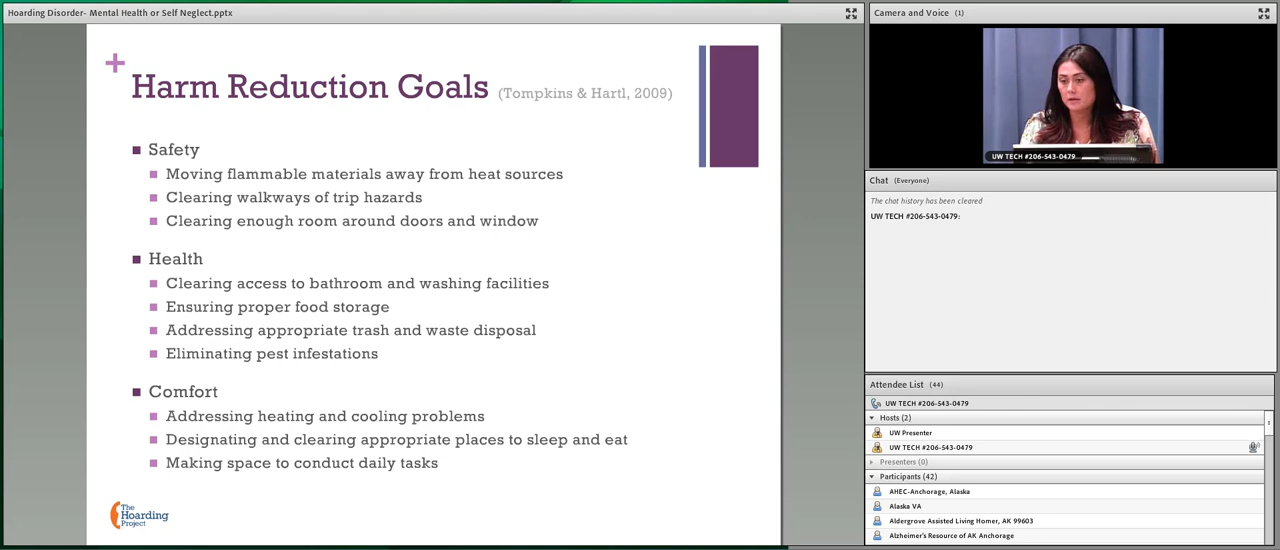 Hoarding Disorder- Mental Health or Self Neglect.pptx
+
Harm Reduction Goals (Tompkins & Hartl, 2009)
Safety
Moving flammable materials away from heat sources
Clearing walkways of trip hazards
Clearing enough room around doors and window
Health
Clearing access to bathroom and washing facilities
Ensuring proper food storage
Addressing appropriate trash and waste disposal
Eliminating pest infestations
Comfort
Addressing heating and cooling problems
Designating and clearing appropriate places to sleep and eat
Making space to conduct daily tasks
The
Hoarding
Project
Camera and Voice (1)
UW TECH #206-543-0479
Chat (Everyone)
The chat history has been cleared
UW TECH #206-543-0479:
Attendee List (44)
UW TECH #206-543-0479
Hosts (2)
UW Presenter
UW TECH #206-543-0479
Presenters (0)
Participants (42)
AHEC-Anchorage, Alaska
Alaska VA
Aldergrove Assisted Living Homer, AK 99603
Alzheimer's Resource of AK Anchorage